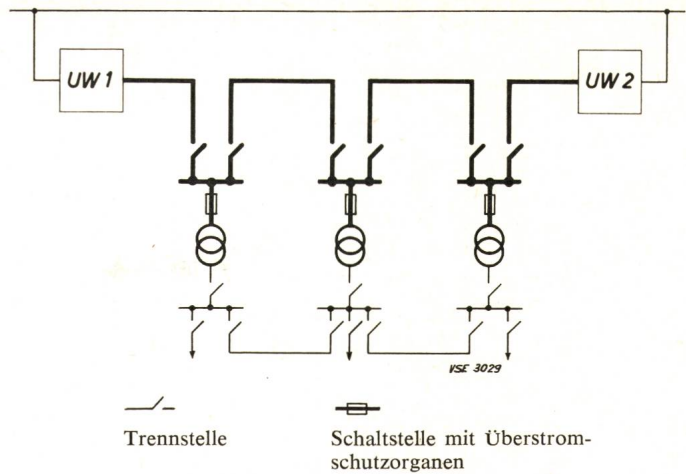 UW 1
UW 2
VSE 3029
Trennstelle
Schaltstelle mit Überstrom-
schutzorganen